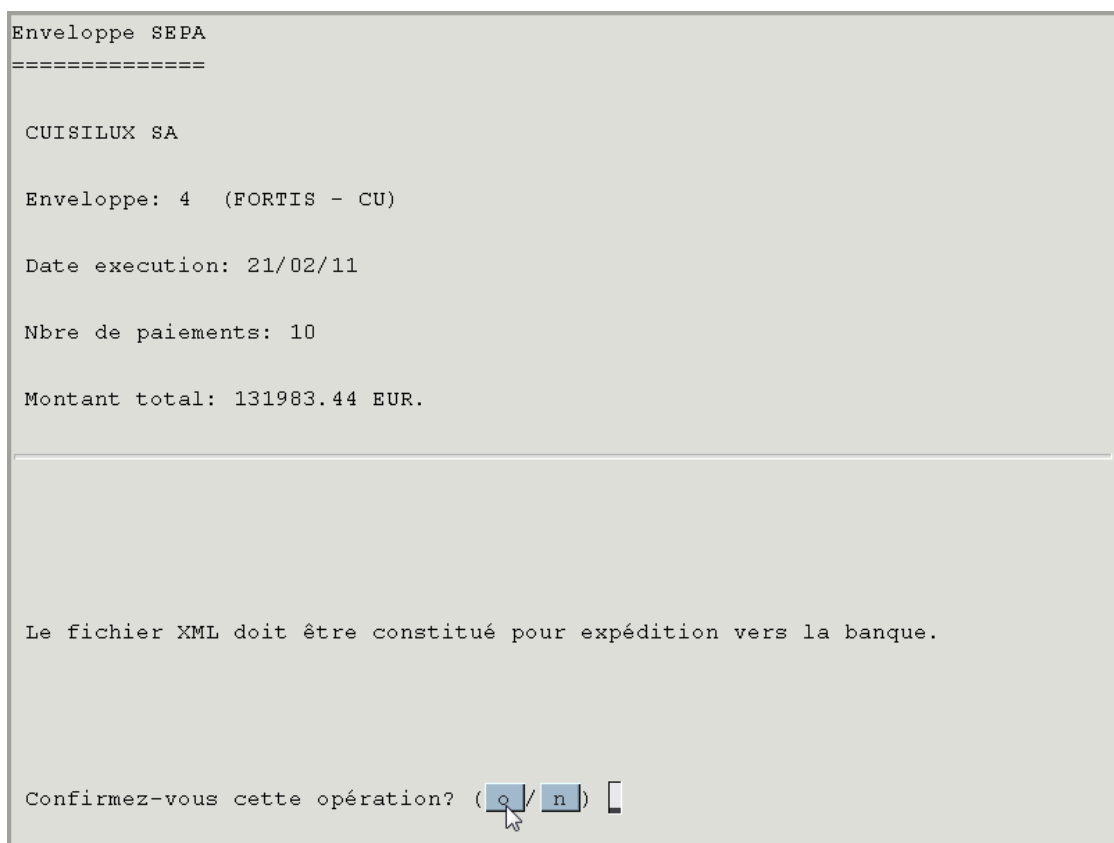 Enveloppe SEPA
==============
CUISILUX SA
Enveloppe: 4 (FORTIS - CU)
Date execution: 21/02/11
Nbre de paiements: 10
Montant total: 131983.44 EUR.
Le fichier XML doit être constitué pour expédition vers la banque.
Confirmez-vous cette opération? ( o / n )